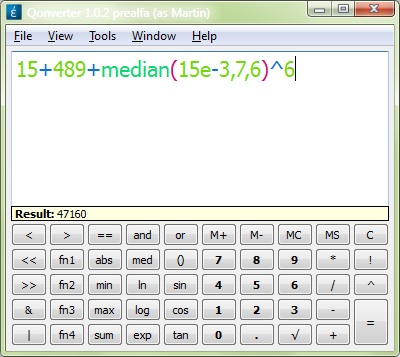 Qonverter 1.0.2 prealfa (as Martin)
File View Tools Window Help
15+489+median(15e-3,7,6)^6
Result: 47160
< > == and or M+ M- MC MS C
<< fn1 abs med () 7 8 9 * !
>> fn2 min ln sin 4 5 6 / ^
& fn3 max log cos 1 2 3 - =
| fn4 sum exp tan 0 . √ +